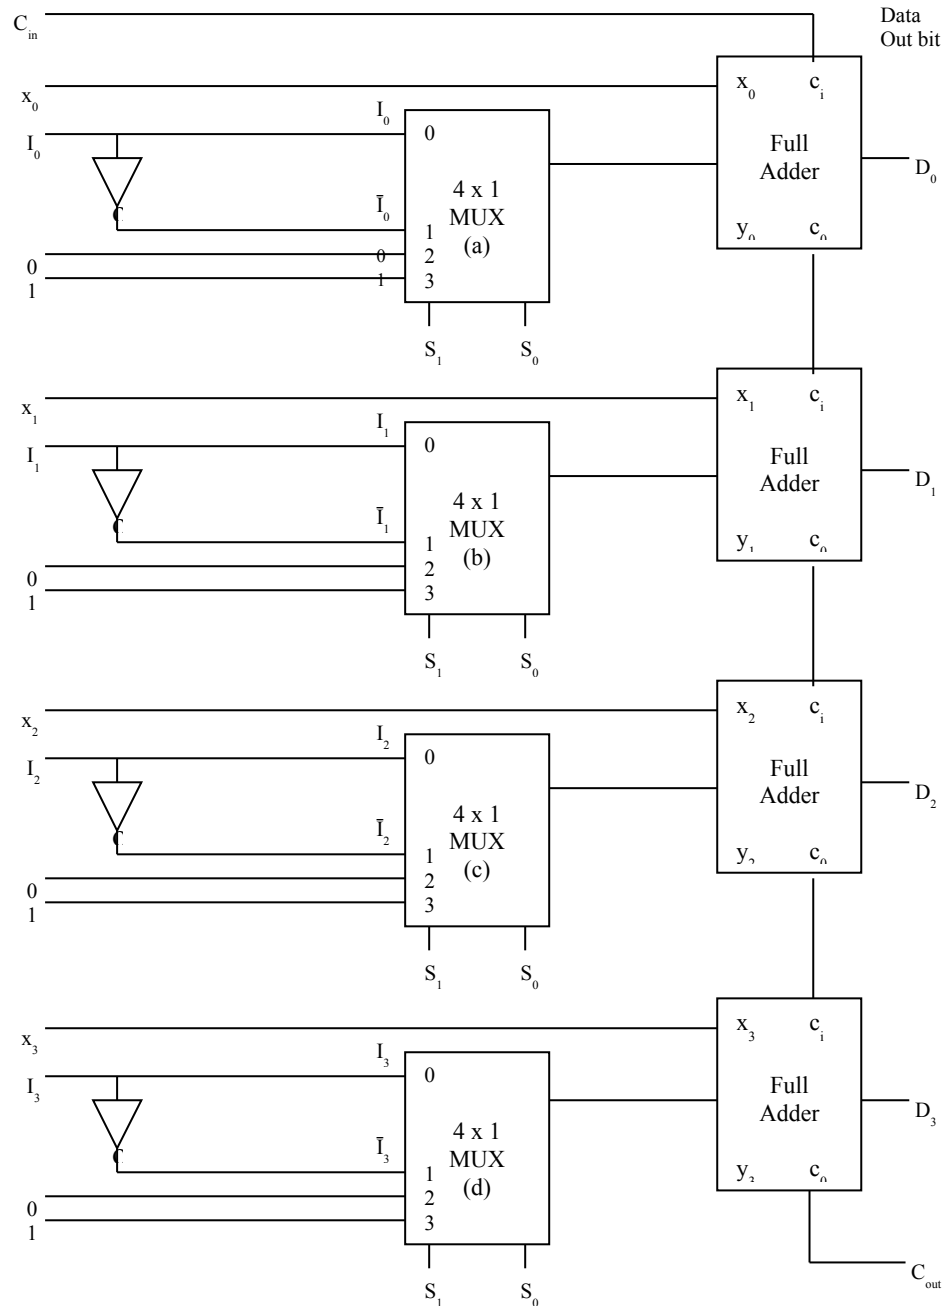 C_in
Data
Out bit
x_0
I_0
I_0
Ī_0
0
1
0
1
0
4 x 1
MUX
(a)
1
2
3
S_1 S_0
x_0 c_i
Full
Adder
y_0 c_0
D_0
x_1
I_1
I_1
Ī_1
0
1
0
4 x 1
MUX
(b)
1
2
3
S_1 S_0
x_1 c_i
Full
Adder
y_1 c_0
D_1
x_2
I_2
I_2
Ī_2
0
1
0
4 x 1
MUX
(c)
1
2
3
S_1 S_0
x_2 c_i
Full
Adder
y_2 c_0
D_2
x_3
I_3
I_3
Ī_3
0
1
0
4 x 1
MUX
(d)
1
2
3
S_1 S_0
x_3 c_i
Full
Adder
y_3 c_0
D_3
C_out